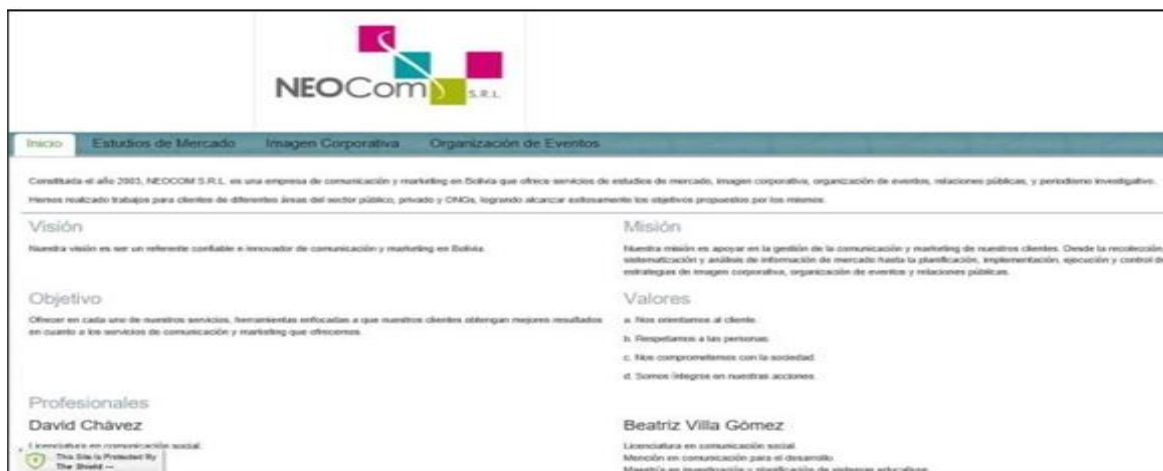 NEOCom S.R.L.
Inicio Estudios de Mercado Imagen Corporativa Organización de Eventos
Constituida el año 2003, NEOCOM S.R.L. es una empresa de comunicación y marketing en Bolivia que ofrece servicios de estudios de mercado, imagen corporativa, organización de eventos, relaciones públicas, y periodismo investigativo.
Hemos realizado trabajos para clientes de diferentes áreas del sector público, privado y ONGs, logrando alcanzar exitosamente los objetivos propuestos por los mismos.
Visión
Nuestra visión es ser un referente confiable e innovador de comunicación y marketing en Bolivia.
Misión
Nuestra misión es apoyar en la gestión de la comunicación y marketing de nuestros clientes. Desde la recolección,
sistematización y análisis de información de mercado hasta la planificación, implementación, ejecución y control de
estrategias de imagen corporativa, organización de eventos y relaciones públicas.
Objetivo
Ofrecer en cada uno de nuestros servicios, herramientas enfocadas a que nuestros clientes obtengan mejores resultados
en cuanto a los servicios de comunicación y marketing que ofrecemos.
Valores
a. Nos orientamos al cliente.
b. Respetamos a las personas.
c. Nos comprometemos con la sociedad.
d. Somos íntegros en nuestras acciones.
Profesionales
David Chávez
Licenciatura en comunicación social.
This Site is Protected By
The Shield —
Beatriz Villa Gómez
Licenciatura en comunicación social.
Mención en comunicación para el desarrollo.
Maestría en investigación y planificación de sistemas educativos.